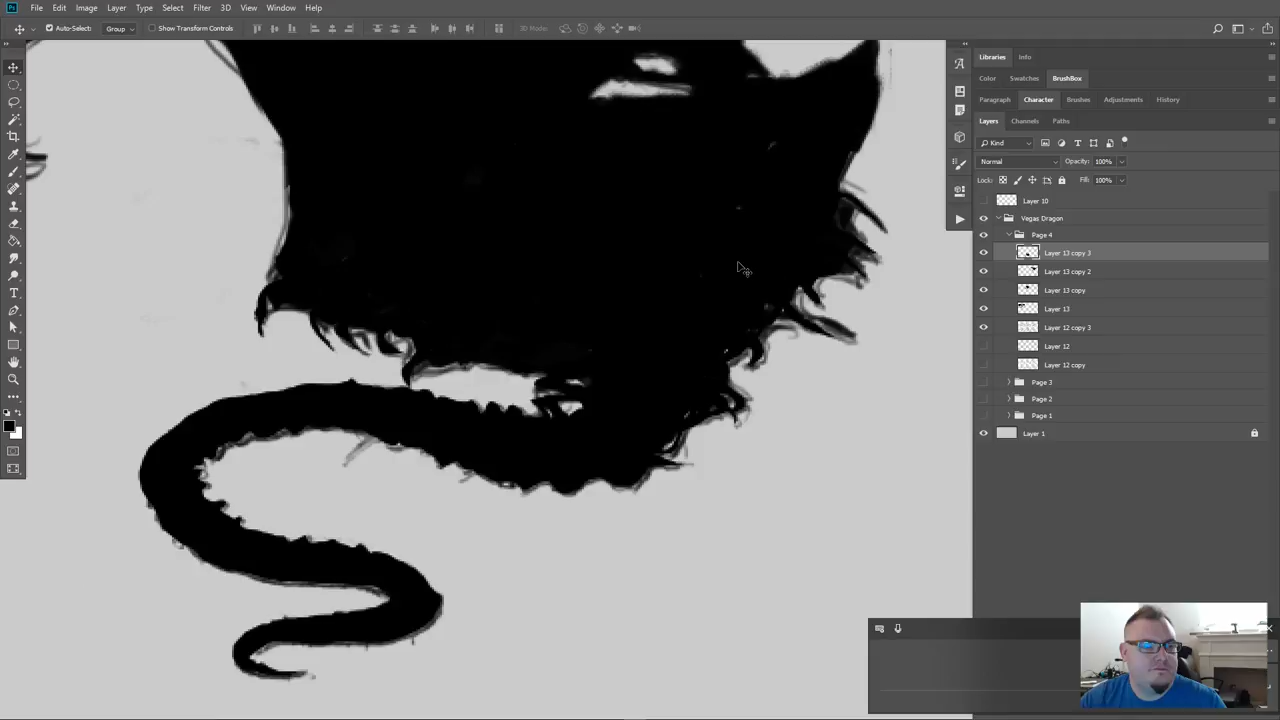 Ps File Edit Image Layer Type Select Filter 3D View Window Help
Auto-Select: Group Show Transform Controls 3D Mode:
Libraries Info
Color Swatches BrushBox
Paragraph Character Brushes Adjustments History
Layers Channels Paths
Kind
Normal Opacity: 100%
Lock: Fill: 100%
Layer 10
Vegas Dragon
Page 4
Layer 13 copy 3
Layer 13 copy 2
Layer 13 copy
Layer 13
Layer 12 copy 3
Layer 12
Layer 12 copy
Page 3
Page 2
Page 1
Layer 1